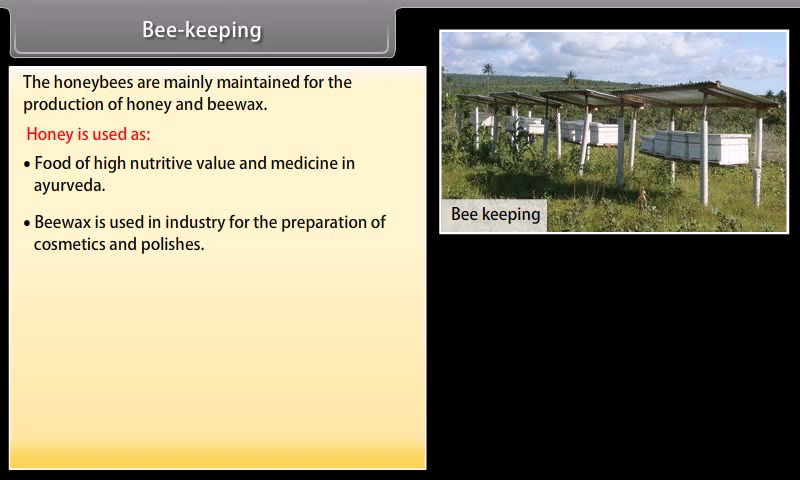 Bee-keeping
The honeybees are mainly maintained for the
production of honey and beewax.
Honey is used as:
• Food of high nutritive value and medicine in
ayurveda.
• Beewax is used in industry for the preparation of
cosmetics and polishes.
Bee keeping